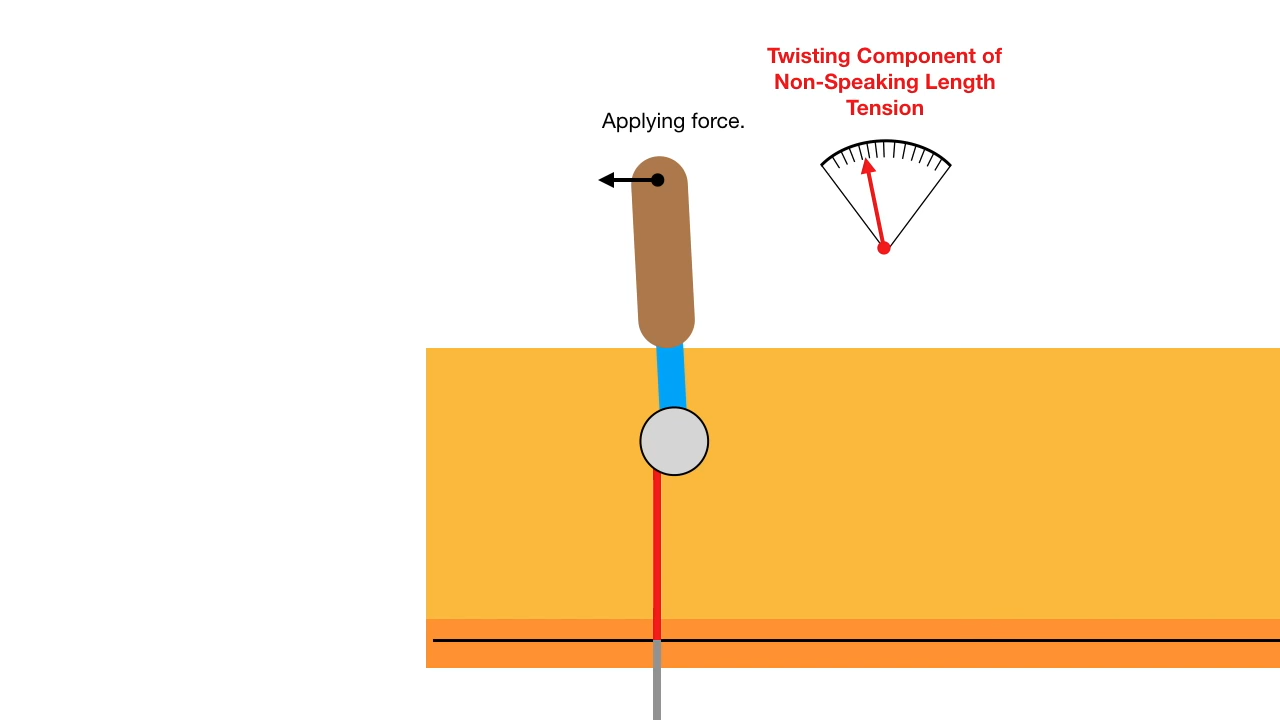 Twisting Component of
Non-Speaking Length
Tension
Applying force.